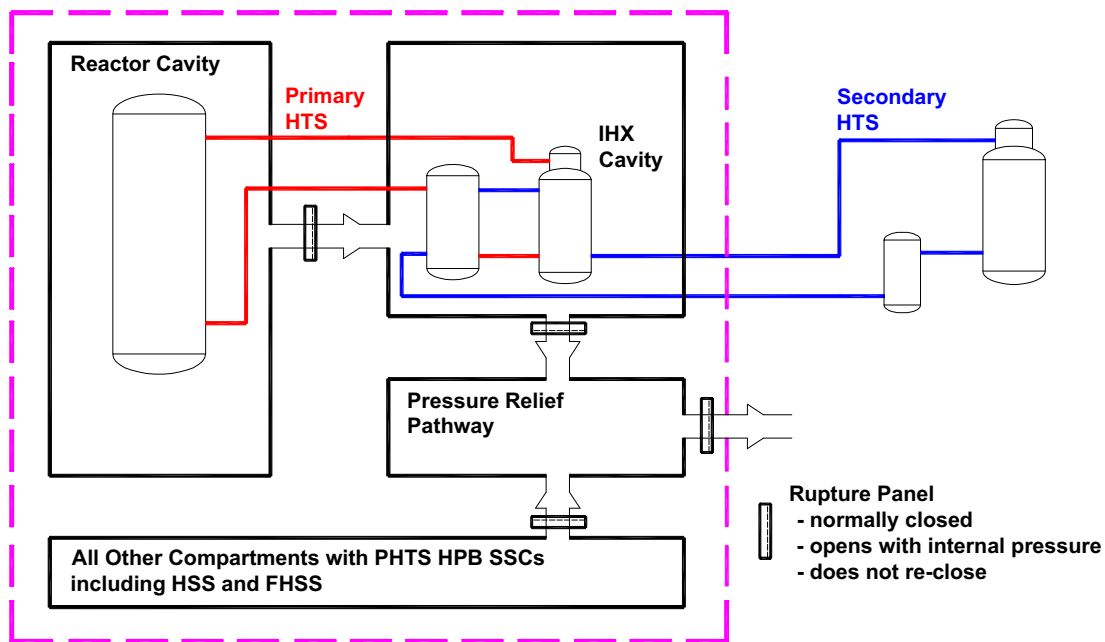 Reactor Cavity
Primary
HTS
IHX
Cavity
Secondary
HTS
Pressure Relief
Pathway
Rupture Panel
- normally closed
- opens with internal pressure
- does not re-close
All Other Compartments with PHTS HPB SSCs
including HSS and FHSS